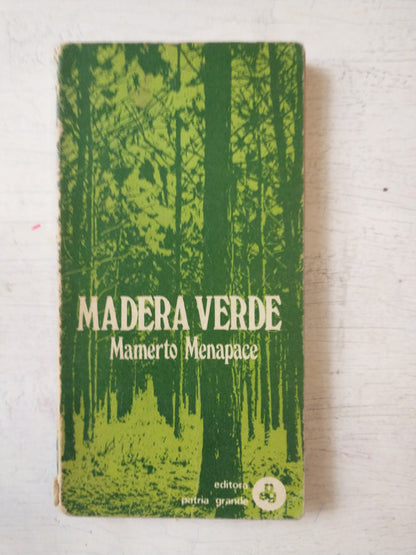 MADERA VERDE
Mamerto Menapace
editora
patria grande